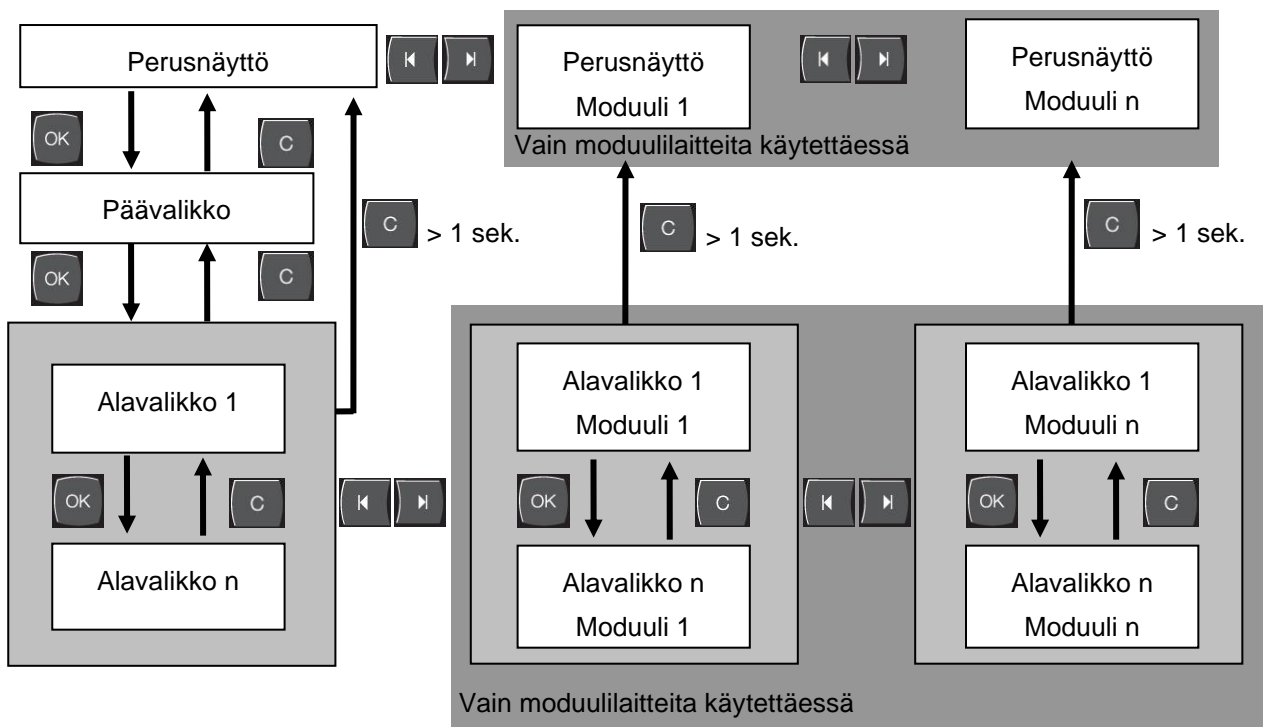 Perusnäyttö
Perusnäyttö
Moduuli 1
Perusnäyttö
Moduuli n
Vain moduulilaitteita käytettäessä
OK
C
Päävalikko
C > 1 sek.
C > 1 sek.
C > 1 sek.
OK
C
Alavalikko 1
Alavalikko 1
Moduuli 1
Alavalikko 1
Moduuli n
OK
C
OK
C
OK
C
Alavalikko n
Alavalikko n
Moduuli 1
Alavalikko n
Moduuli n
Vain moduulilaitteita käytettäessä